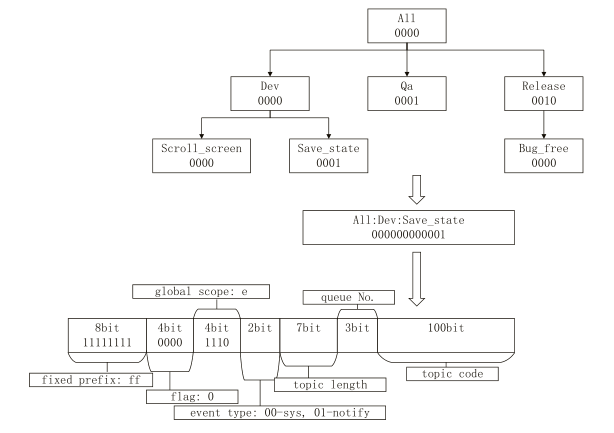 All
0000
Dev
0000
Qa
0001
Release
0010
Scroll_screen
0000
Save_state
0001
Bug_free
0000
All:Dev:Save_state
000000000001
global scope: e
queue No.
8bit
11111111
4bit
0000
4bit
1110
2bit
7bit
3bit
100bit
fixed prefix: ff
flag: 0
event type: 00-sys, 01-notify
topic length
topic code